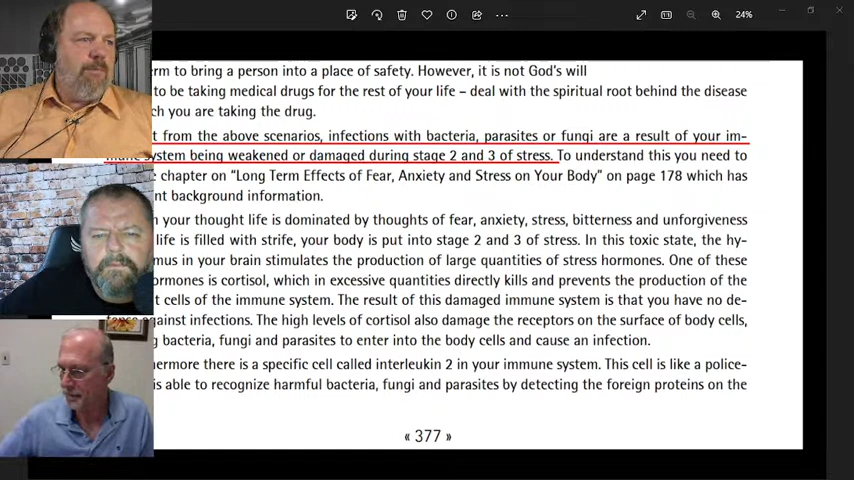 24%
erm to bring a person into a place of safety. However, it is not God's will
to be taking medical drugs for the rest of your life – deal with the spiritual root behind the disease
ch you are taking the drug.
t from the above scenarios, infections with bacteria, parasites or fungi are a result of your im-
mune system being weakened or damaged during stage 2 and 3 of stress. To understand this you need to
e chapter on "Long Term Effects of Fear, Anxiety and Stress on Your Body" on page 178 which has
nt background information.
n your thought life is dominated by thoughts of fear, anxiety, stress, bitterness and unforgiveness
life is filled with strife, your body is put into stage 2 and 3 of stress. In this toxic state, the hy-
mus in your brain stimulates the production of large quantities of stress hormones. One of these
ormones is cortisol, which in excessive quantities directly kills and prevents the production of the
t cells of the immune system. The result of this damaged immune system is that you have no de-
fense against infections. The high levels of cortisol also damage the receptors on the surface of body cells,
g bacteria, fungi and parasites to enter into the body cells and cause an infection.
hermore there is a specific cell called interleukin 2 in your immune system. This cell is like a police-
is able to recognize harmful bacteria, fungi and parasites by detecting the foreign proteins on the
« 377 »